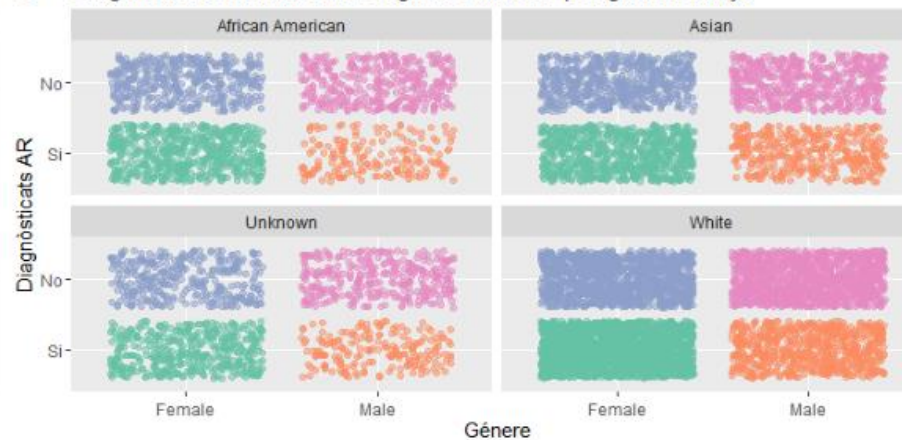 African American
Asian
No
Si
Unknown
White
No
Si
Female
Male
Female
Male
Génere
Diagnòsticats AR